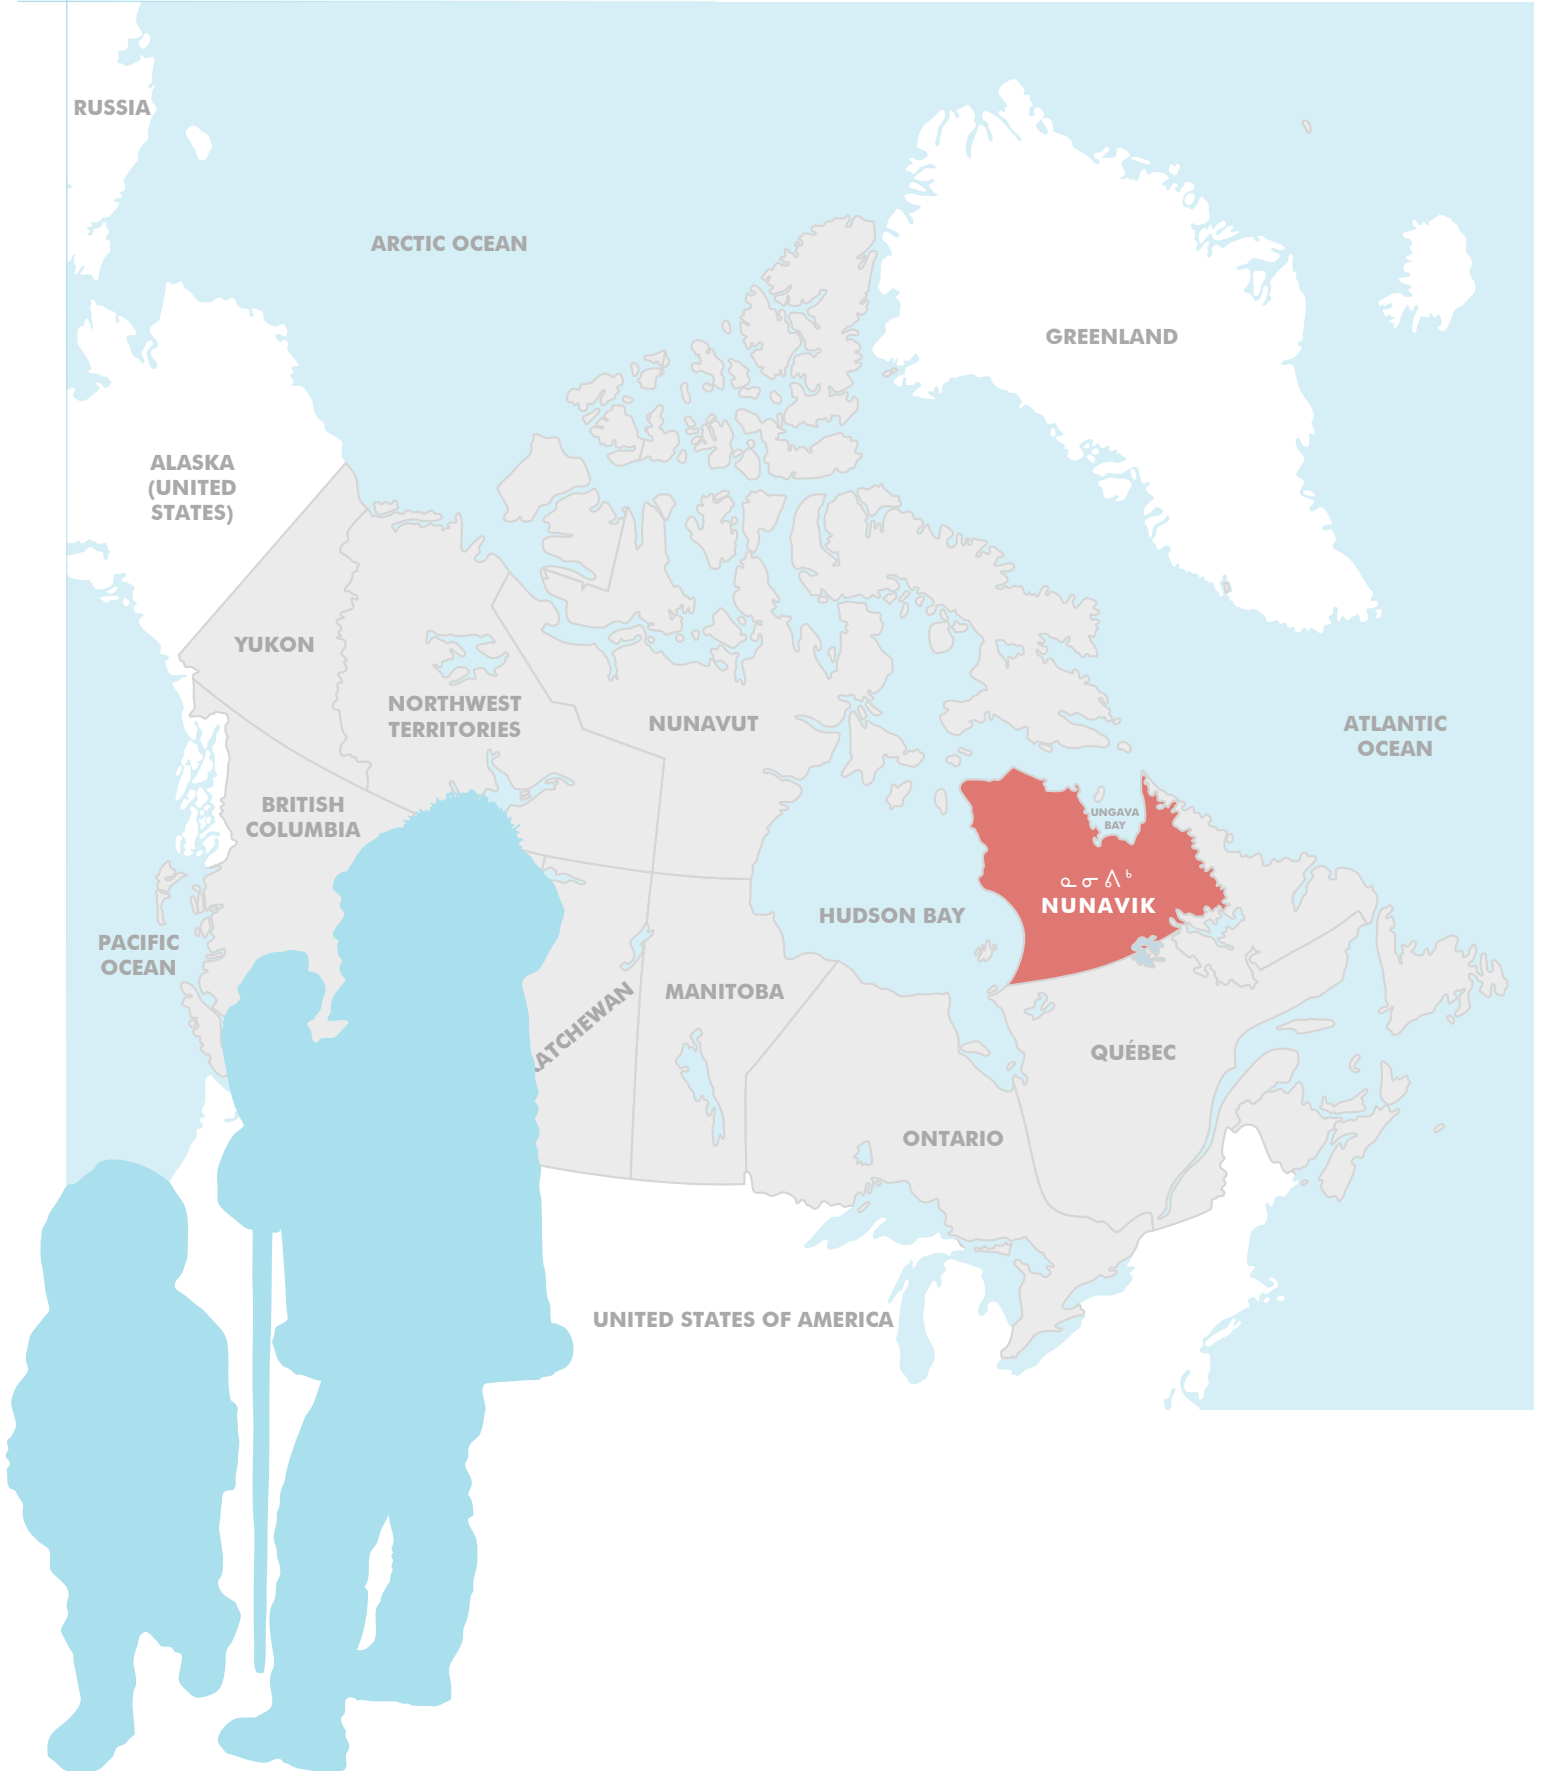 RUSSIA
ARCTIC OCEAN
GREENLAND
ALASKA
(UNITED
STATES)
YUKON
NORTHWEST
TERRITORIES
NUNAVUT
ATLANTIC
OCEAN
BRITISH
COLUMBIA
UNGAVA
BAY
ᓄᓇᕕᒃ
NUNAVIK
HUDSON BAY
PACIFIC
OCEAN
MANITOBA
ATCHEWAN
QUÉBEC
ONTARIO
UNITED STATES OF AMERICA